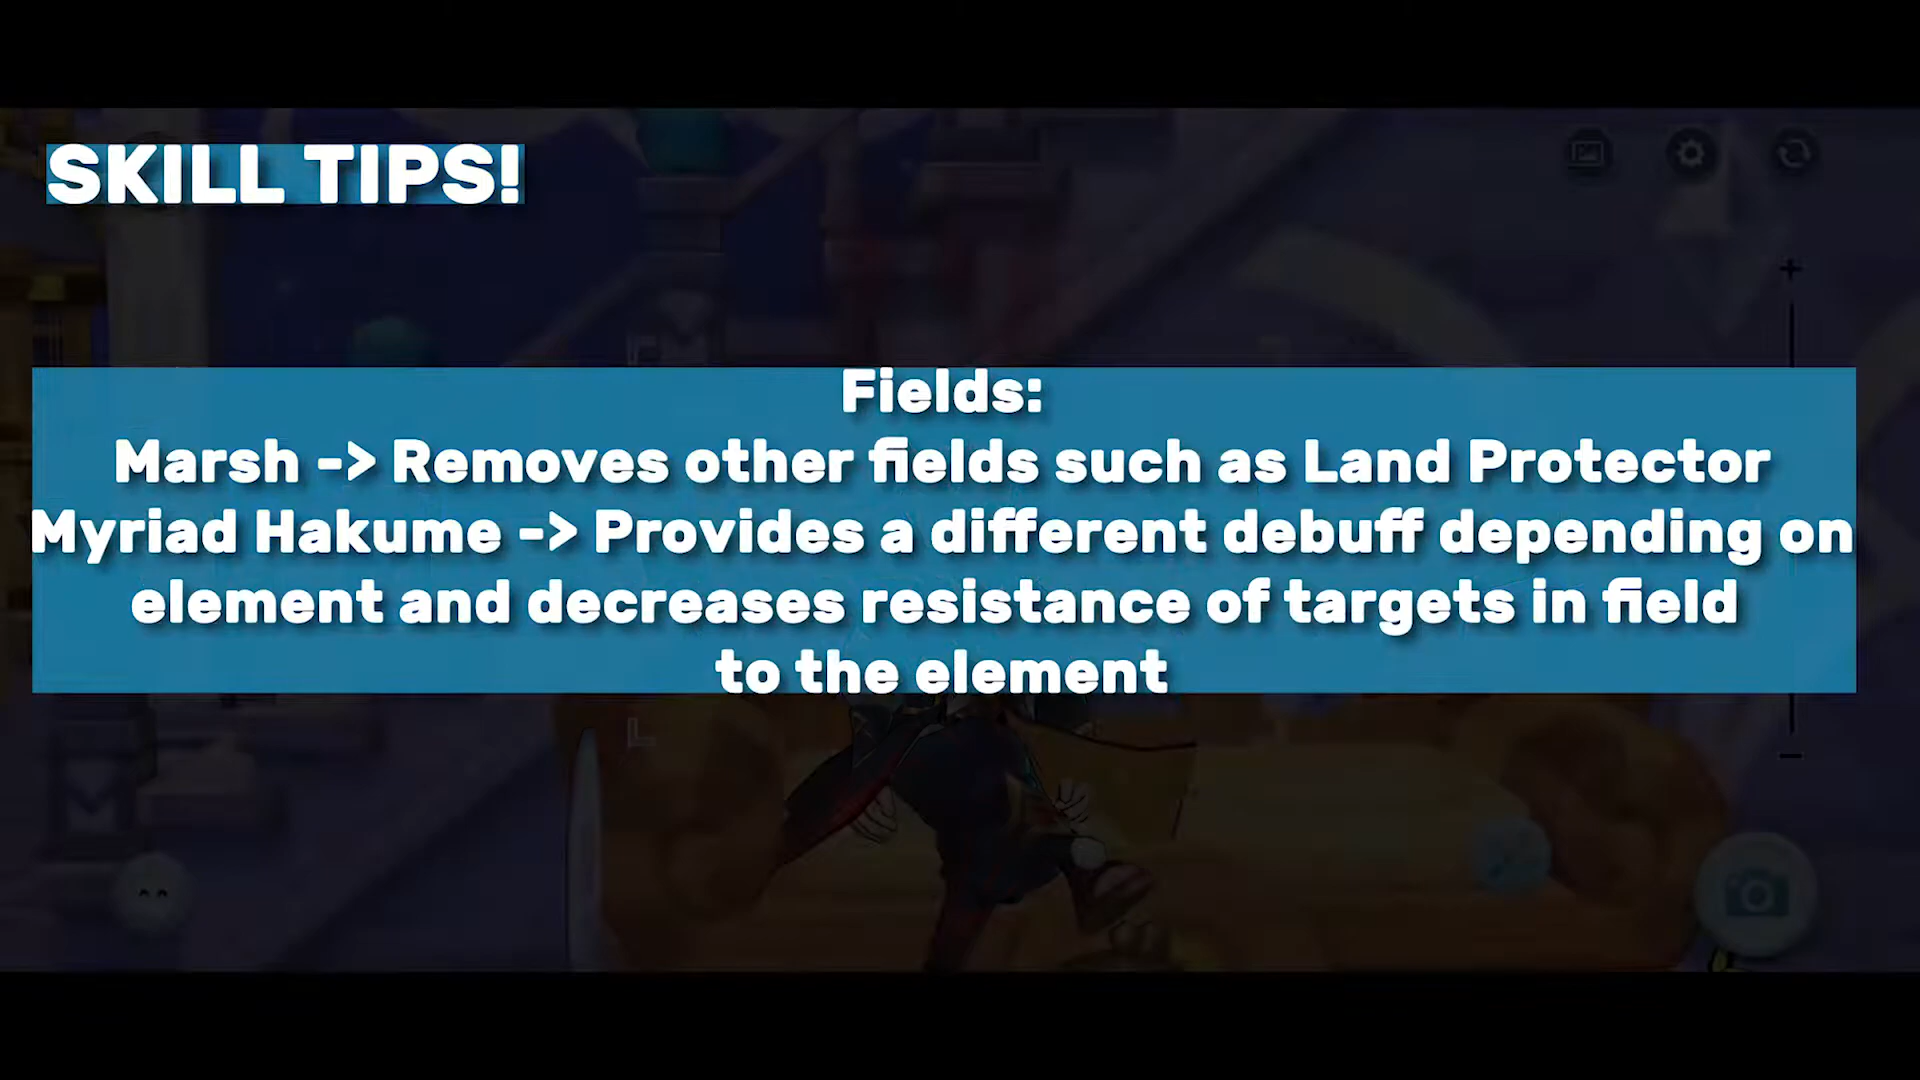 SKILL TIPS!
Fields:
Marsh -> Removes other fields such as Land Protector
Myriad Hakume -> Provides a different debuff depending on
element and decreases resistance of targets in field
to the element